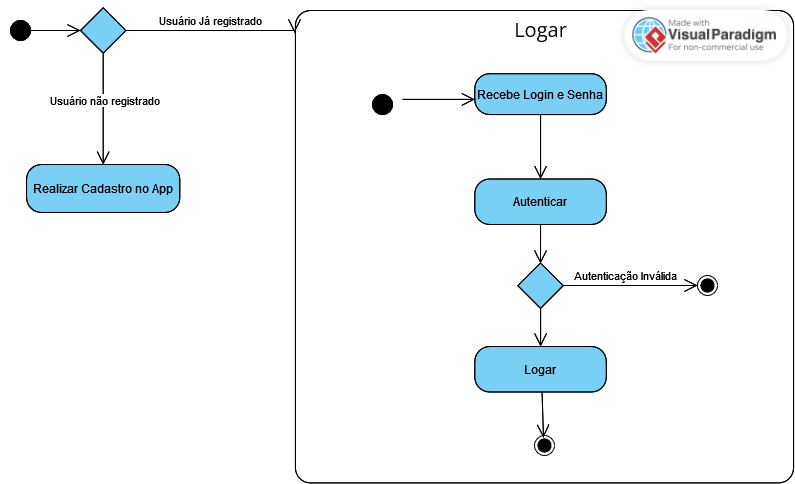 Usuário Já registrado
Logar
Made with
Visual Paradigm
For non-commercial use
Recebe Login e Senha
Usuário não registrado
Realizar Cadastro no App
Autenticar
Autenticação Inválida
Logar